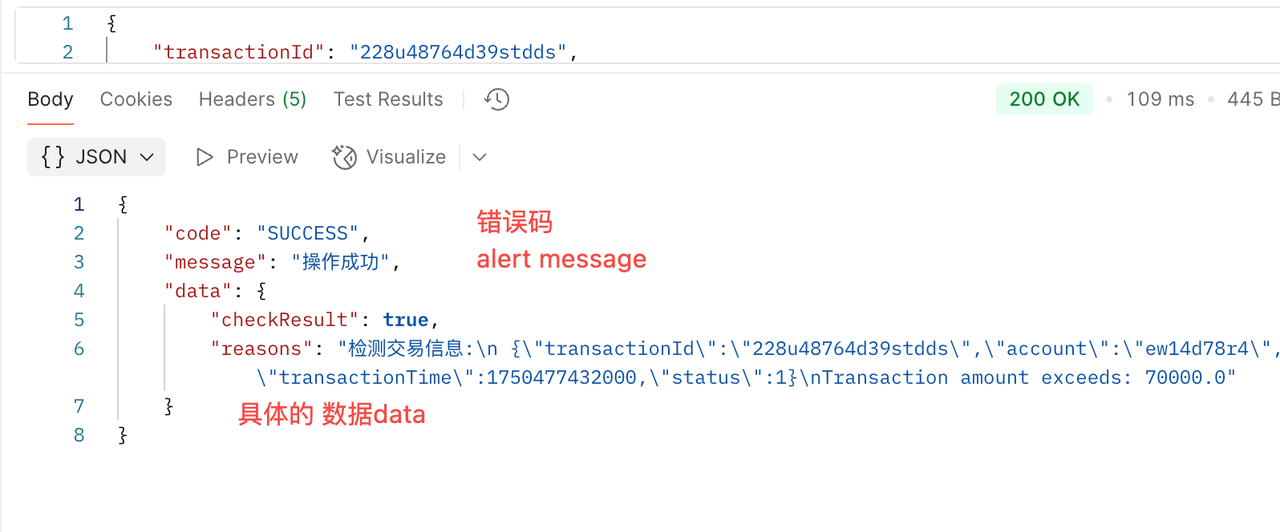 1 {
2 "transactionId": "228u48764d39stdds",
Body Cookies Headers (5) Test Results 200 OK • 109 ms • 445 B
{} JSON Preview Visualize
1 {
2 "code": "SUCCESS", 错误码
3 "message": "操作成功", alert message
4 "data": {
5 "checkResult": true,
6 "reasons": "检测交易信息:\n {\"transactionId\":\"228u48764d39stdds\",\"account\":\"ew14d78r4\",
\"transactionTime\":1750477432000,\"status\":1}\nTransaction amount exceeds: 70000.0"
7 }
具体的 数据data
8 }